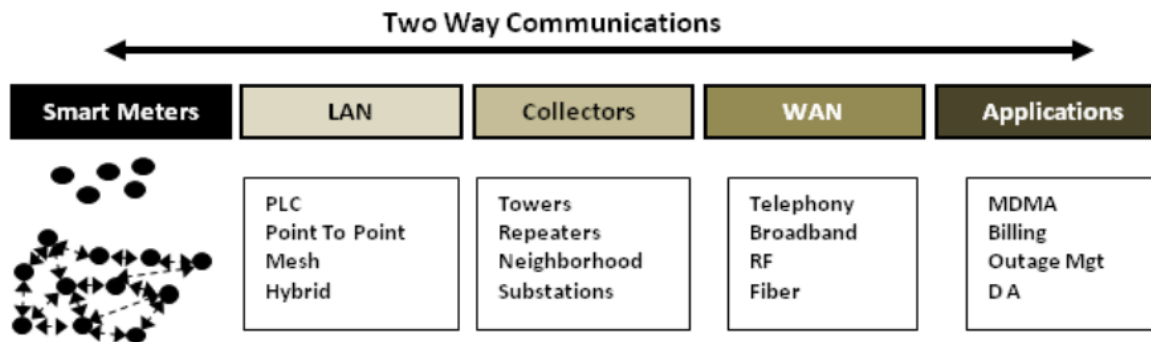 Two Way Communications
Smart Meters
LAN
Collectors
WAN
Applications
PLC
Point To Point
Mesh
Hybrid
Towers
Repeaters
Neighborhood
Substations
Telephony
Broadband
RF
Fiber
MDMA
Billing
Outage Mgt
D A